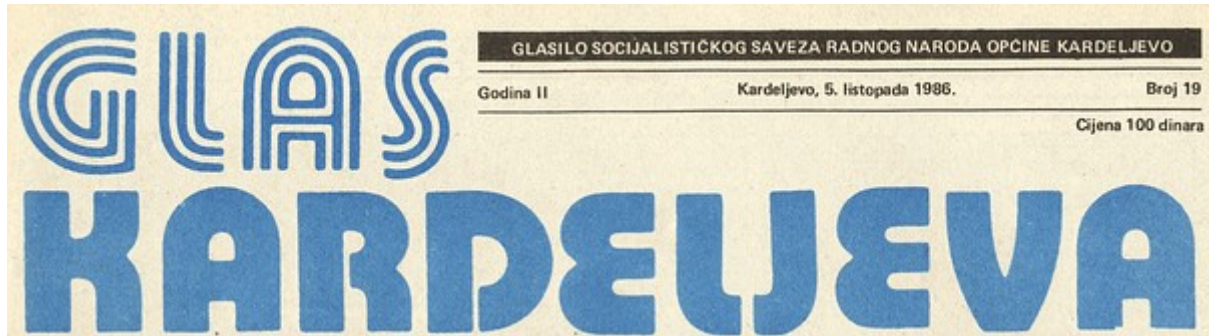 GLAS
GLASILO SOCIJALISTIČKOG SAVEZA RADNOG NARODA OPĆINE KARDELJEVO
Godina II Kardeljevo, 5. listopada 1986. Broj 19
Cijena 100 dinara
KARDELJEVA